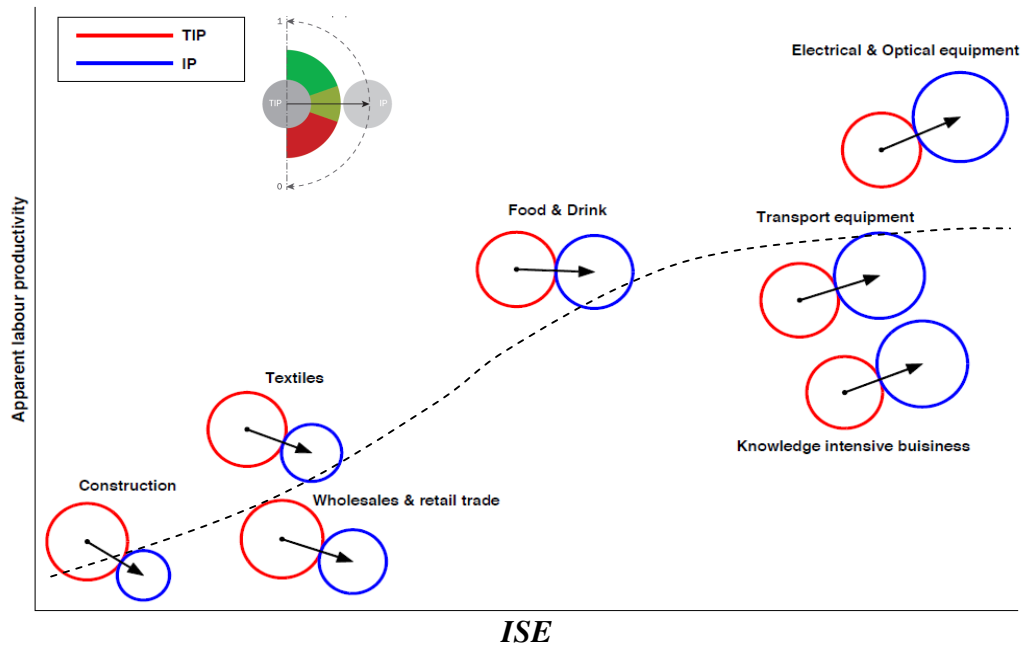 TIP
IP
1
TIP
IP
0
Electrical & Optical equipment
Food & Drink
Transport equipment
Textiles
Knowledge intensive buisiness
Construction
Wholesales & retail trade
Apparent labour productivity
ISE